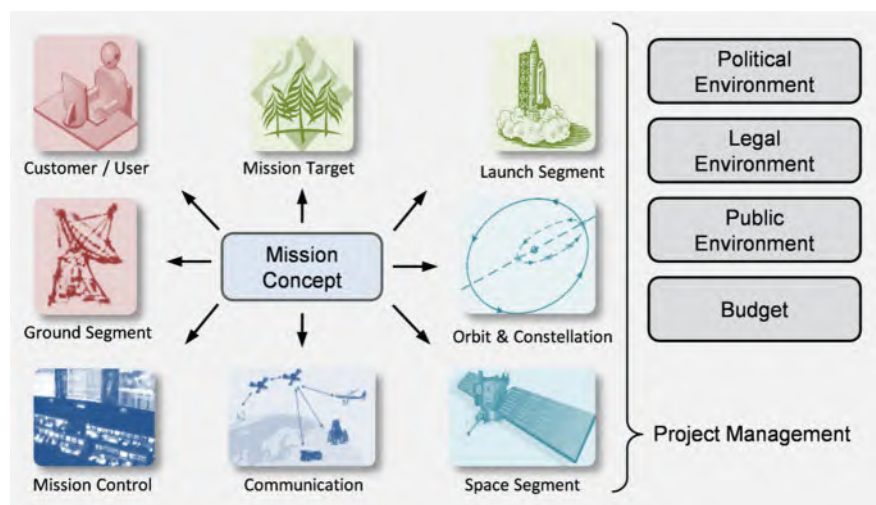 Customer / User
Mission Target
Launch Segment
Mission
Concept
Ground Segment
Orbit & Constellation
Mission Control
Communication
Space Segment
Political
Environment
Legal
Environment
Public
Environment
Budget
Project Management